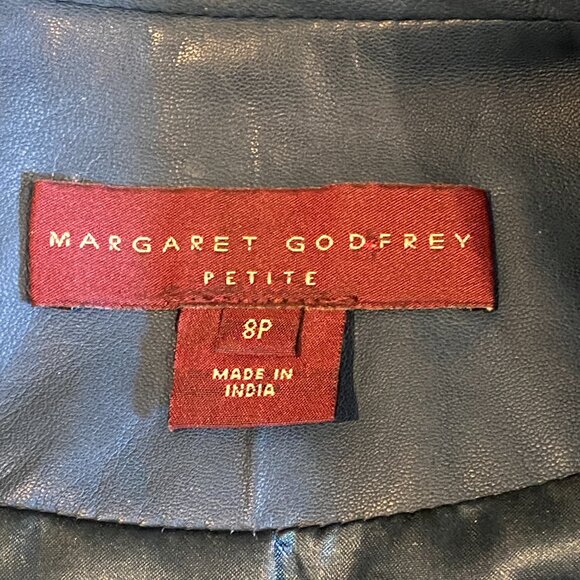 MARGARET GODFREY
PETITE
8P
MADE IN
INDIA